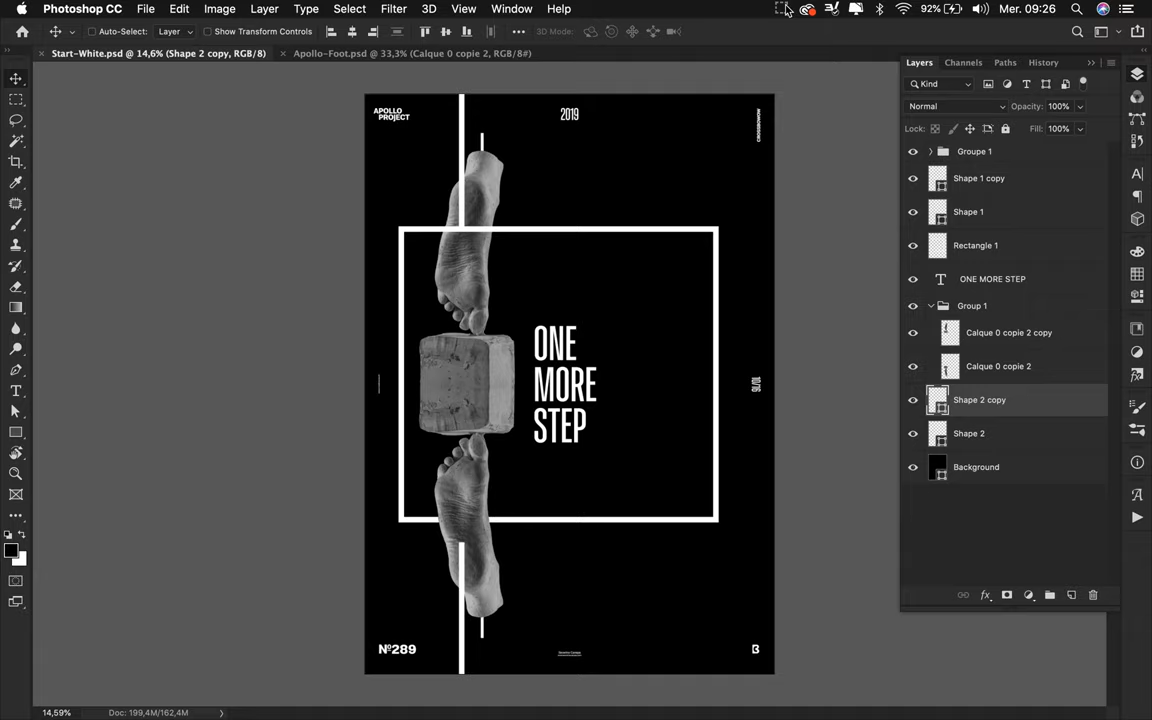 Photoshop CC File Edit Image Layer Type Select Filter 3D View Window Help 92% Mer. 09:26
Auto-Select: Layer Show Transform Controls 3D Mode:
Start-White.psd @ 14,6% (Shape 2 copy, RGB/8) Apollo-Foot.psd @ 33,3% (Calque 0 copie 2, RGB/8#)
APOLLO
PROJECT
2019
CROSSBOWOW
ONE
MORE
STEP
10/16
Nº289
Layers Channels Paths History
Kind
Normal Opacity: 100%
Lock: Fill: 100%
Groupe 1
Shape 1 copy
Shape 1
Rectangle 1
T ONE MORE STEP
Group 1
Calque 0 copie 2 copy
Calque 0 copie 2
Shape 2 copy
Shape 2
Background
fx
14,59% Doc: 199,4M/162,4M